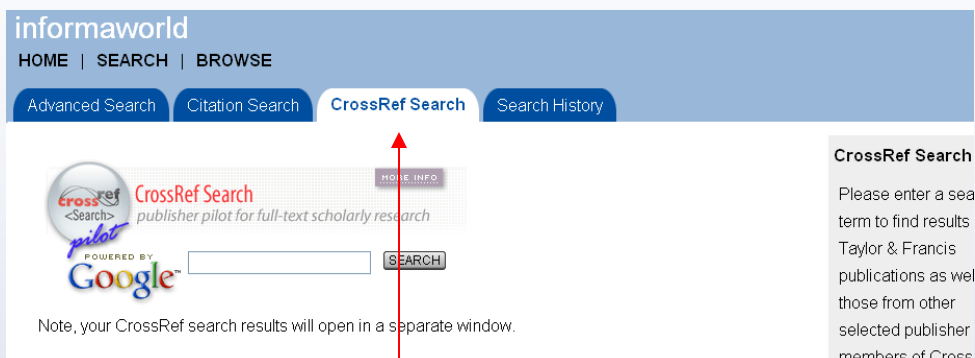 informaworld
HOME | SEARCH | BROWSE
Advanced Search Citation Search CrossRef Search Search History
crossref
<Search>
pilot
CrossRef Search
MORE INFO
publisher pilot for full-text scholarly research
POWERED BY
Google™
SEARCH
Note, your CrossRef search results will open in a separate window.
CrossRef Search
Please enter a sea
term to find results
Taylor & Francis
publications as wel
those from other
selected publisher
members of Cross